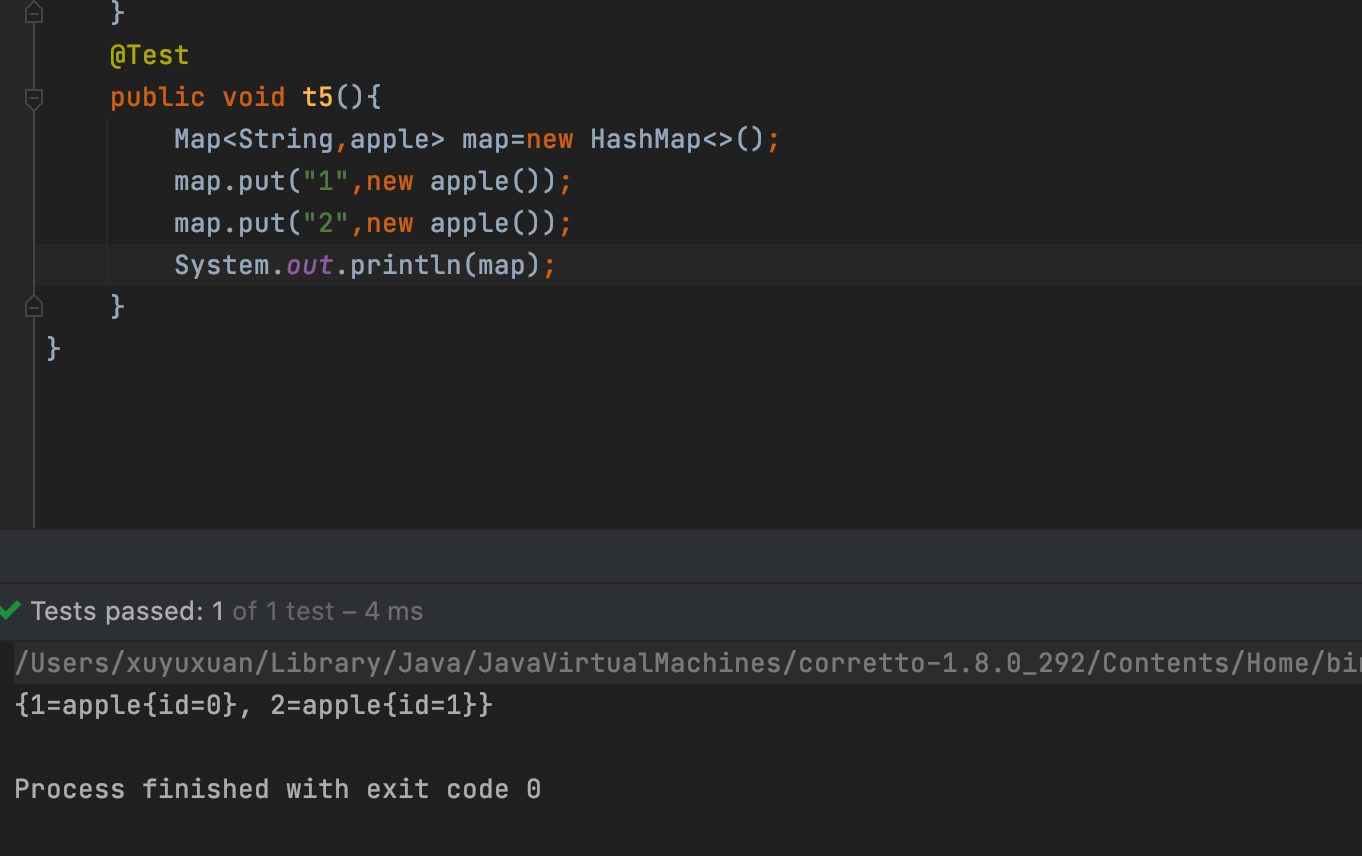 }
@Test
public void t5(){
Map<String,apple> map=new HashMap<>();
map.put("1",new apple());
map.put("2",new apple());
System.out.println(map);
}
}
Tests passed: 1 of 1 test – 4 ms
/Users/xuyuxuan/Library/Java/JavaVirtualMachines/corretto-1.8.0_292/Contents/Home/bin
{1=apple{id=0}, 2=apple{id=1}}
Process finished with exit code 0